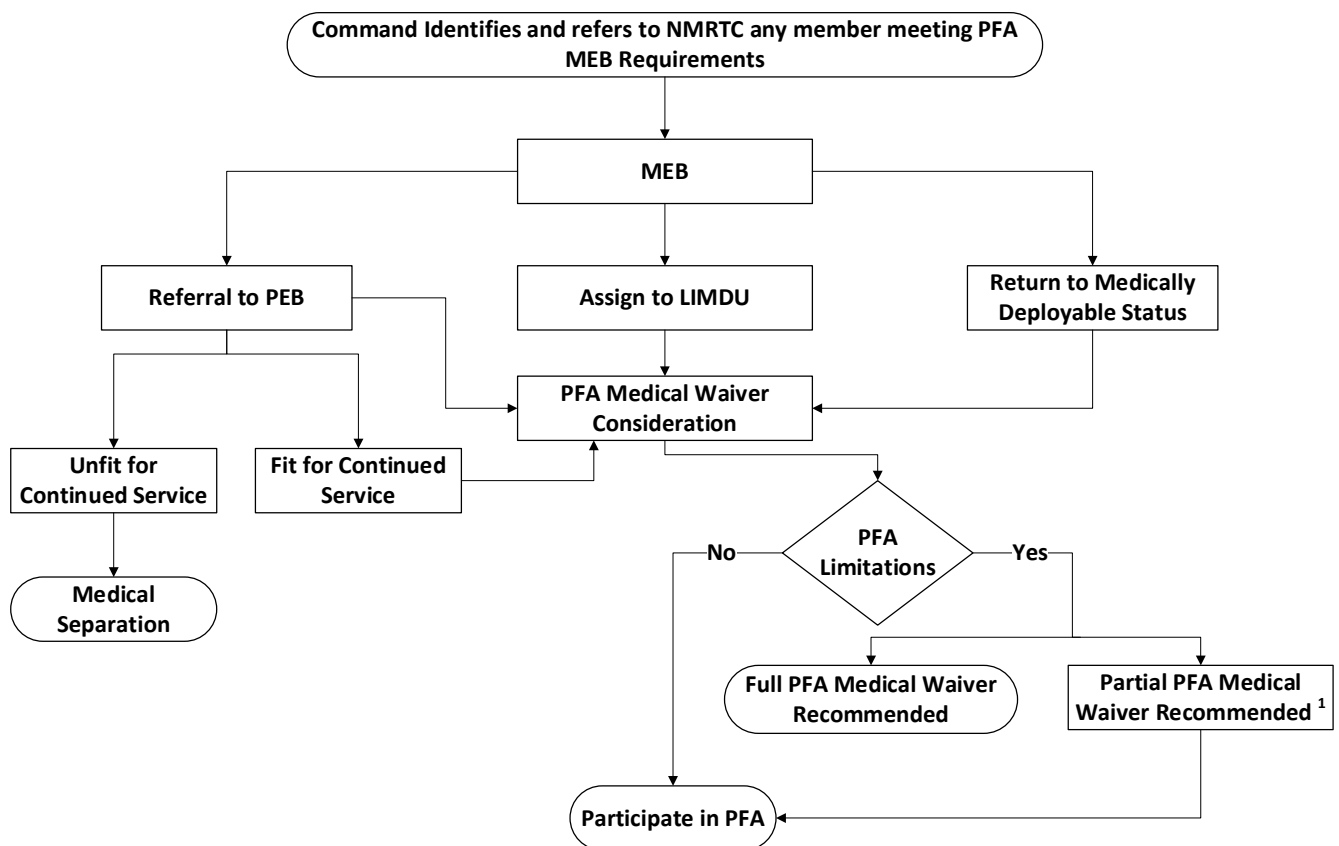 Command Identifies and refers to NMRTC any member meeting PFA
MEB Requirements
MEB
Referral to PEB
Assign to LIMDU
Return to Medically
Deployable Status
PFA Medical Waiver
Consideration
Unfit for
Continued Service
Fit for Continued
Service
PFA
Limitations
No
Yes
Medical
Separation
Full PFA Medical Waiver
Recommended
Partial PFA Medical
Waiver Recommended ¹
Participate in PFA